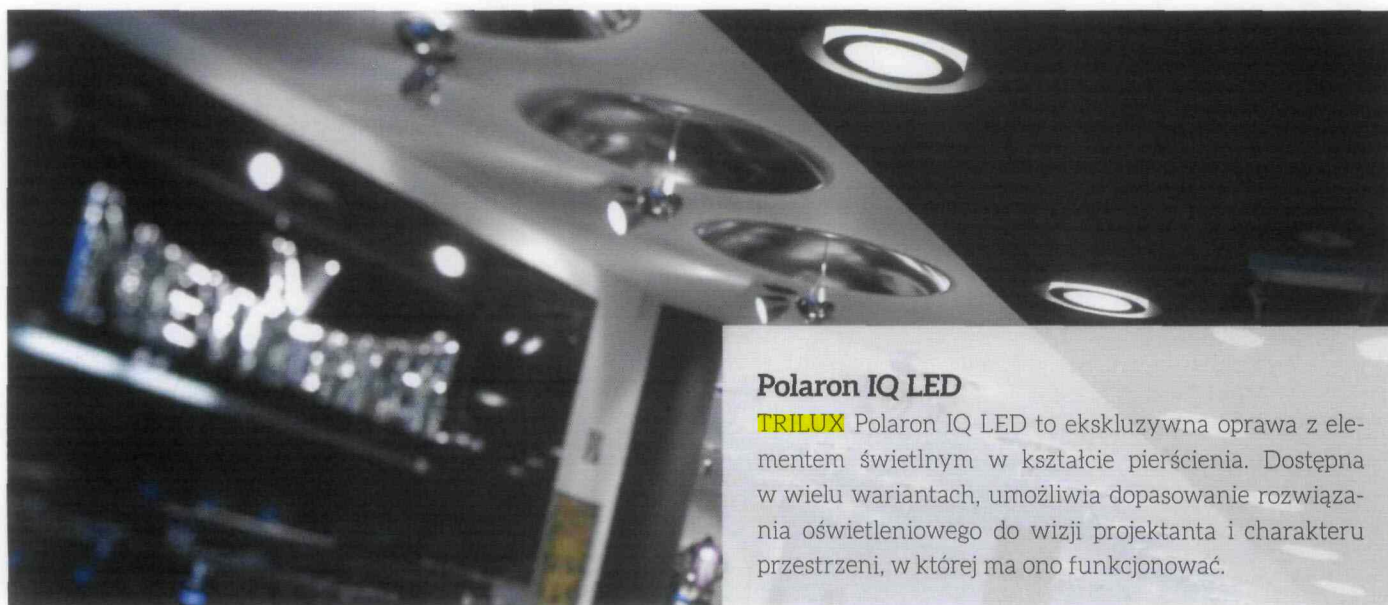 Polaron IQ LED
TRILUX Polaron IQ LED to ekskluzywna oprawa z ele-
mentem świetlnym w kształcie pierścienia. Dostępna
w wielu wariantach, umożliwia dopasowanie rozwiąza-
nia oświetleniowego do wizji projektanta i charakteru
przestrzeni, w której ma ono funkcjonować.